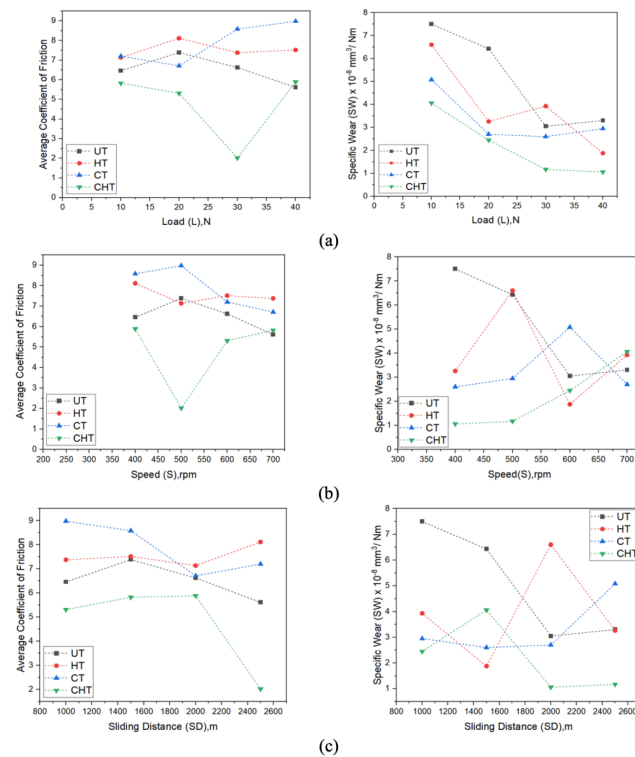 Average Coefficient of Friction
9
8
7
6
5
4
3
2
1
0
UT
HT
CT
CHT
0 5 10 15 20 25 30 35 40
Load (L),N
Specific Wear (SW) x 10-8 mm3/ Nm
8
7
6
5
4
3
2
1
0
UT
HT
CT
CHT
0 5 10 15 20 25 30 35 40
Load (L),N
(a)
Average Coefficient of Friction
9
8
7
6
5
4
3
2
1
0
UT
HT
CT
CHT
200 250 300 350 400 450 500 550 600 650 700
Speed (S),rpm
Specific Wear (SW) x 10-8 mm3/ Nm
8
7
6
5
4
3
2
1
0
UT
HT
CT
CHT
300 350 400 450 500 550 600 650 700
Speed(S),rpm
(b)
Average Coefficient of Friction
9
8
7
6
5
4
3
2
UT
HT
CT
CHT
800 1000 1200 1400 1600 1800 2000 2200 2400 2600
Sliding Distance (SD),m
Specific Wear (SW) x 10-8 mm3/ Nm
8
7
6
5
4
3
2
1
UT
HT
CT
CHT
800 1000 1200 1400 1600 1800 2000 2200 2400 2600
Sliding Distance (SD),m
(c)